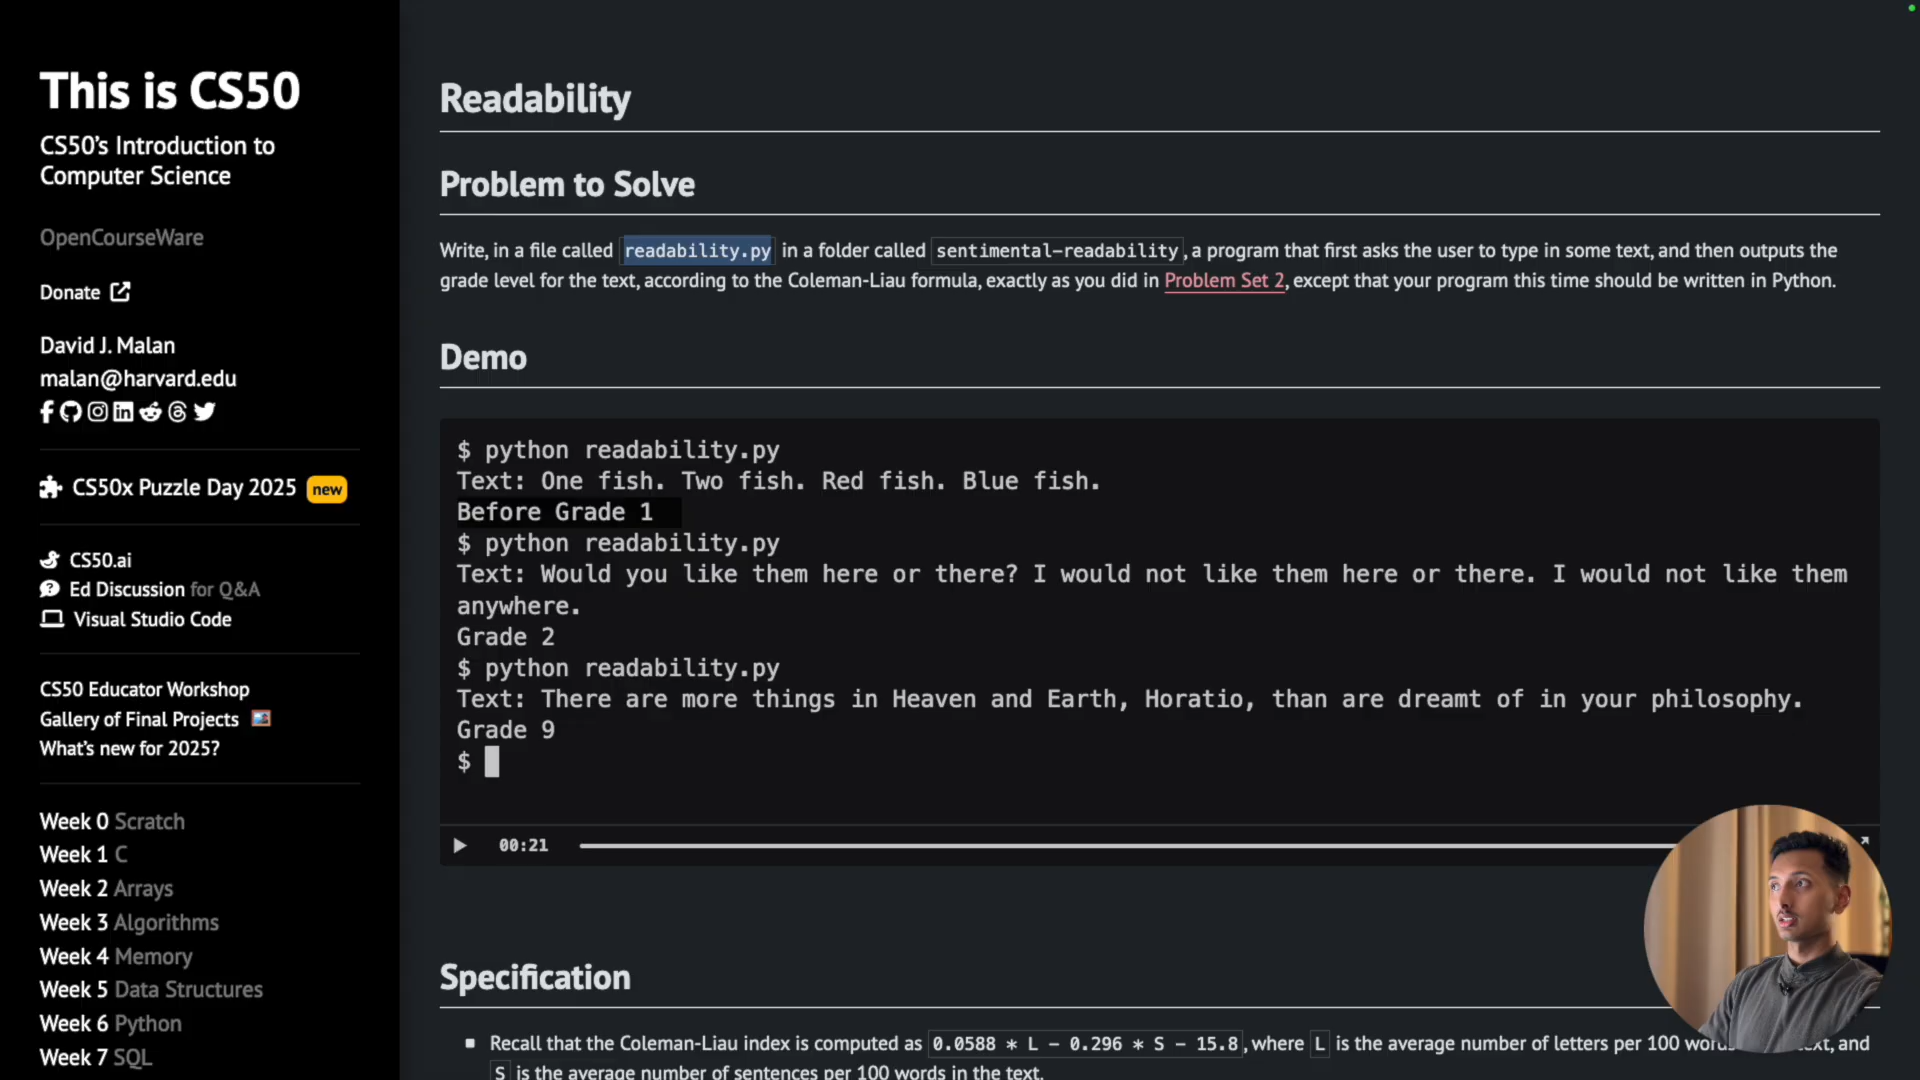 This is CS50
CS50's Introduction to
Computer Science
OpenCourseWare
Donate
David J. Malan
malan@harvard.edu
CS50x Puzzle Day 2025 new
CS50.ai
Ed Discussion for Q&A
Visual Studio Code
CS50 Educator Workshop
Gallery of Final Projects
What's new for 2025?
Week 0 Scratch
Week 1 C
Week 2 Arrays
Week 3 Algorithms
Week 4 Memory
Week 5 Data Structures
Week 6 Python
Week 7 SQL
Readability
Problem to Solve
Write, in a file called readability.py in a folder called sentimental-readability, a program that first asks the user to type in some text, and then outputs the
grade level for the text, according to the Coleman-Liau formula, exactly as you did in Problem Set 2, except that your program this time should be written in Python.
Demo
$ python readability.py
Text: One fish. Two fish. Red fish. Blue fish.
Before Grade 1
$ python readability.py
Text: Would you like them here or there? I would not like them here or there. I would not like them
anywhere.
Grade 2
$ python readability.py
Text: There are more things in Heaven and Earth, Horatio, than are dreamt of in your philosophy.
Grade 9
$
00:21
Specification
Recall that the Coleman-Liau index is computed as 0.0588 * L - 0.296 * S - 15.8, where L is the average number of letters per 100 and
S is the average number of sentences per 100 words in the text.